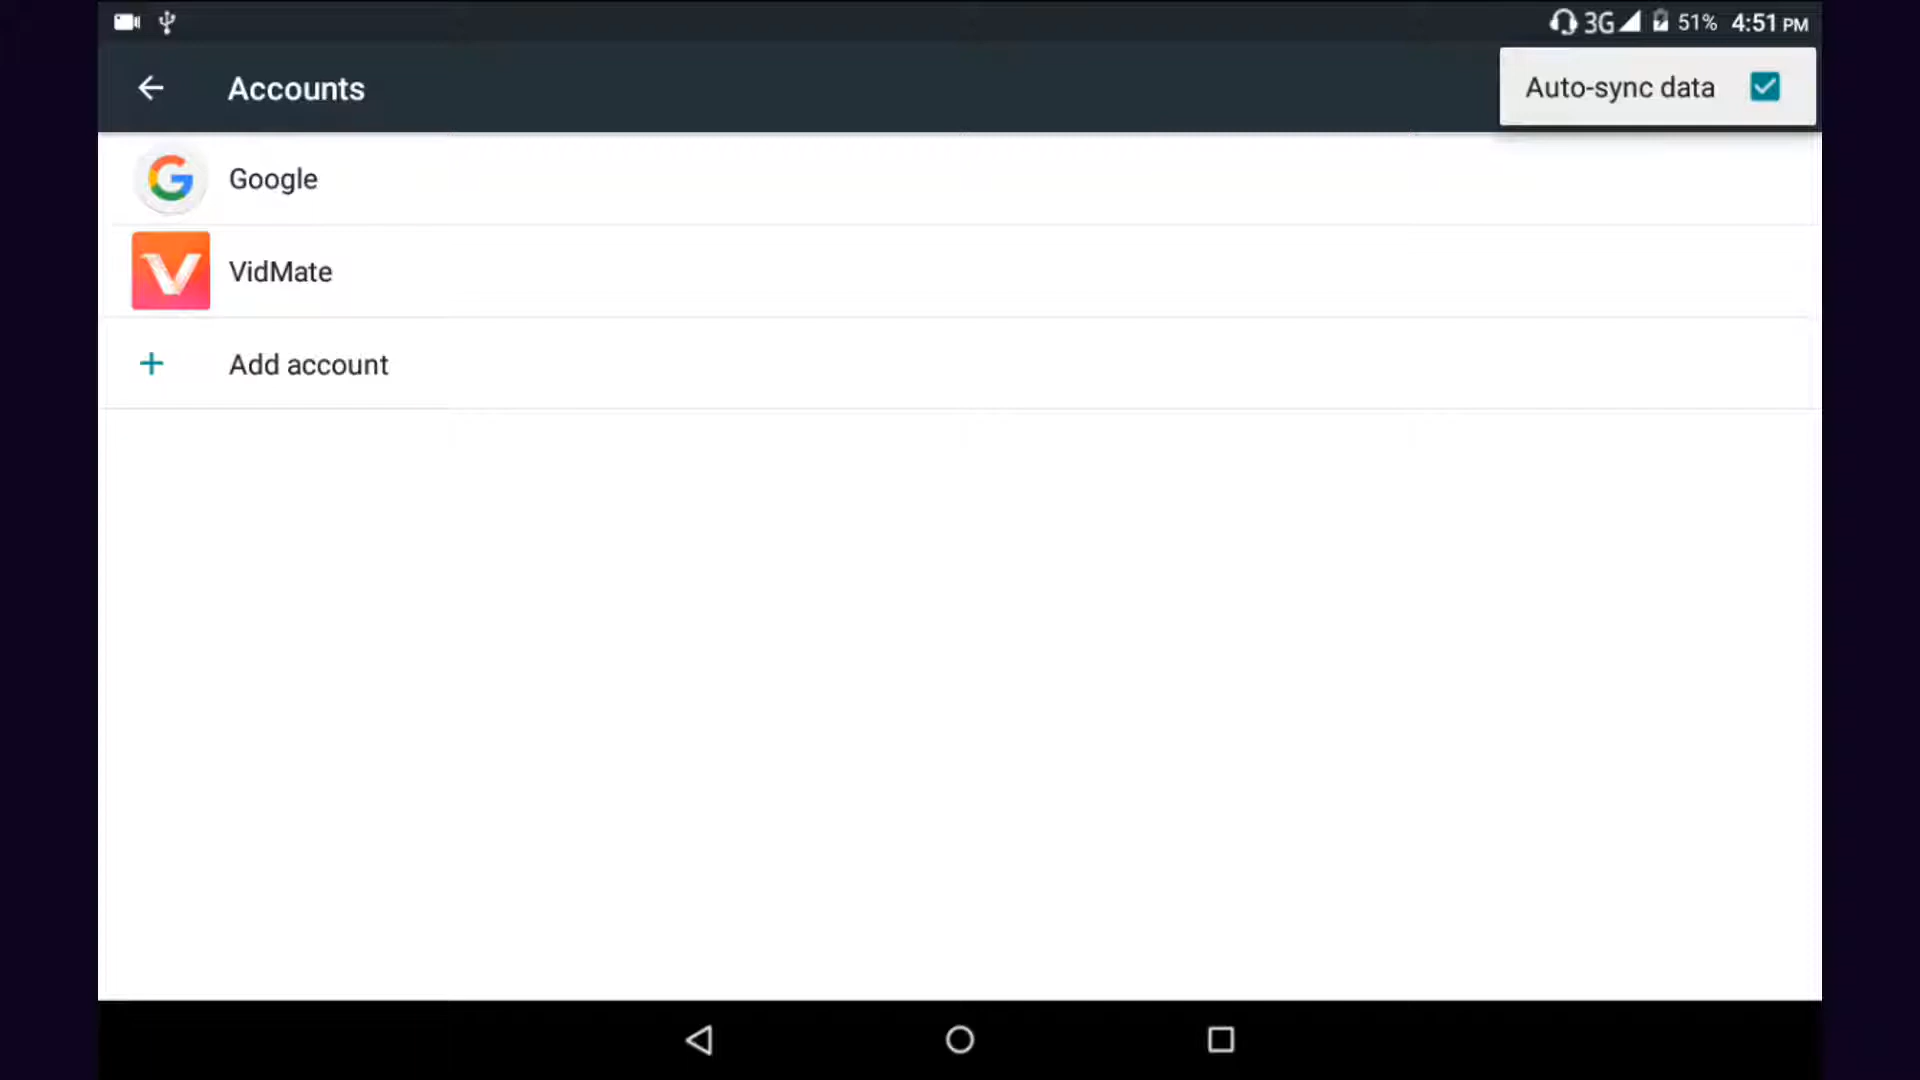 3G 51% 4:51 PM
Accounts
Auto-sync data
Google
VidMate
Add account